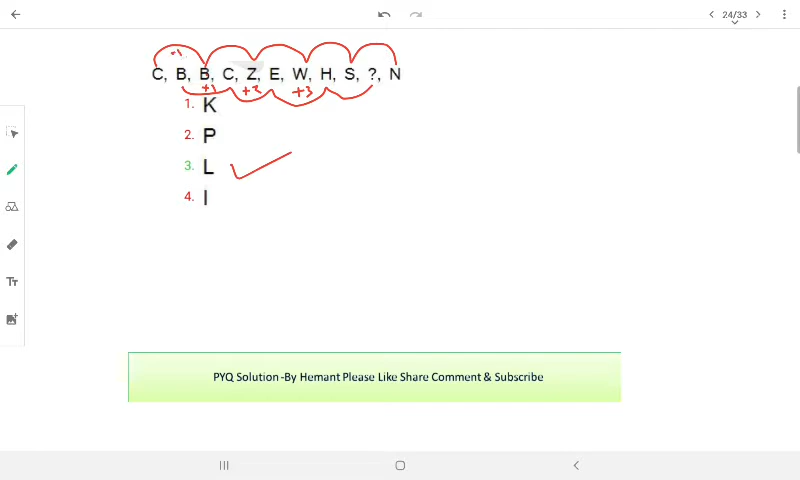 24/33
-1
C, B, B, C, Z, E, W, H, S, ?, N
+1 +2 +3
1. K
2. P
3. L
4. I
Tт
PYQ Solution -By Hemant Please Like Share Comment & Subscribe